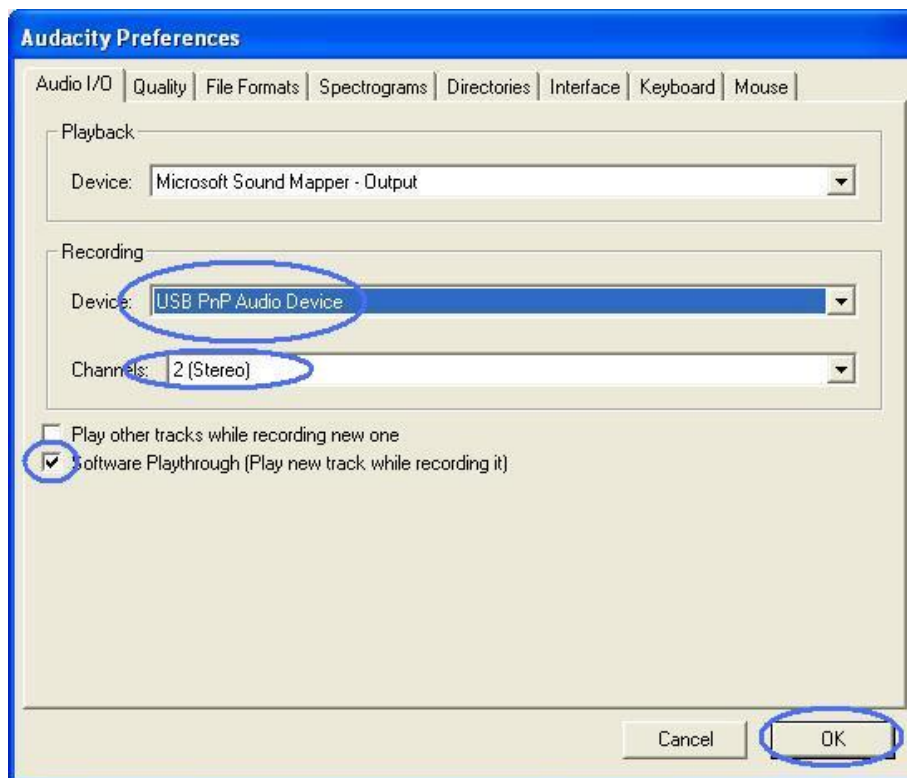 Audacity Preferences
Audio I/O Quality File Formats Spectrograms Directories Interface Keyboard Mouse
Playback
Device: Microsoft Sound Mapper - Output
Recording
Device: USB PnP Audio Device
Channels: 2 (Stereo)
Play other tracks while recording new one
Software Playthrough (Play new track while recording it)
Cancel OK